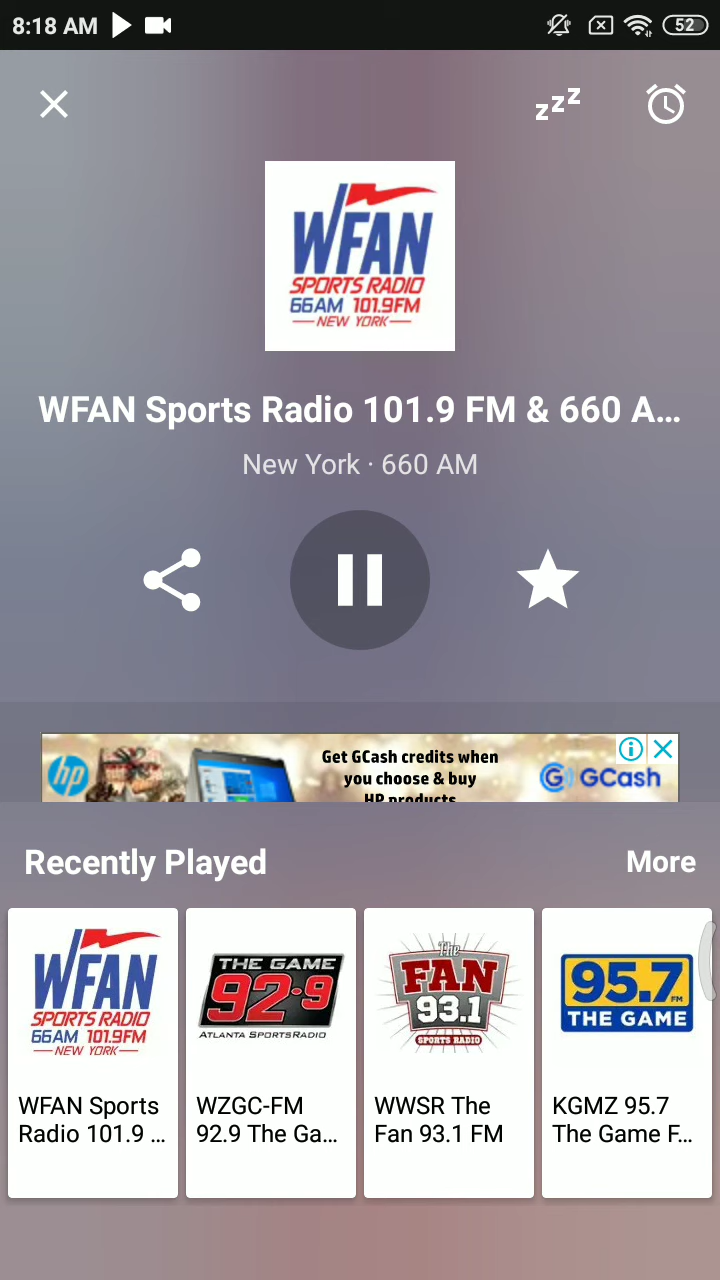 8:18 AM
52
zzz
WFAN
SPORTS RADIO
66AM 101.9FM
NEW YORK
WFAN Sports Radio 101.9 FM & 660 A...
New York · 660 AM
hp
Get GCash credits when
you choose & buy
HP products
GCash
Recently Played
More
WFAN
SPORTS RADIO
66AM 101.9FM
NEW YORK
WFAN Sports
Radio 101.9 ...
THE GAME
92·9
ATLANTA SPORTSRADIO
WZGC-FM
92.9 The Ga...
The
FAN
93.1
SPORTS RADIO
WWSR The
Fan 93.1 FM
95.7 FM
THE GAME
KGMZ 95.7
The Game F...